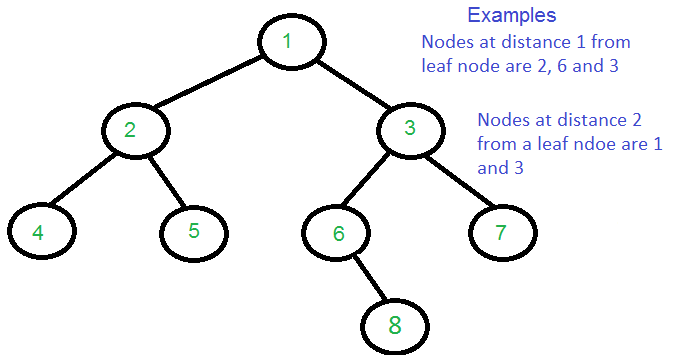 Examples
1
Nodes at distance 1 from
leaf node are 2, 6 and 3
2
3
Nodes at distance 2
from a leaf ndoe are 1
and 3
4
5
6
7
8